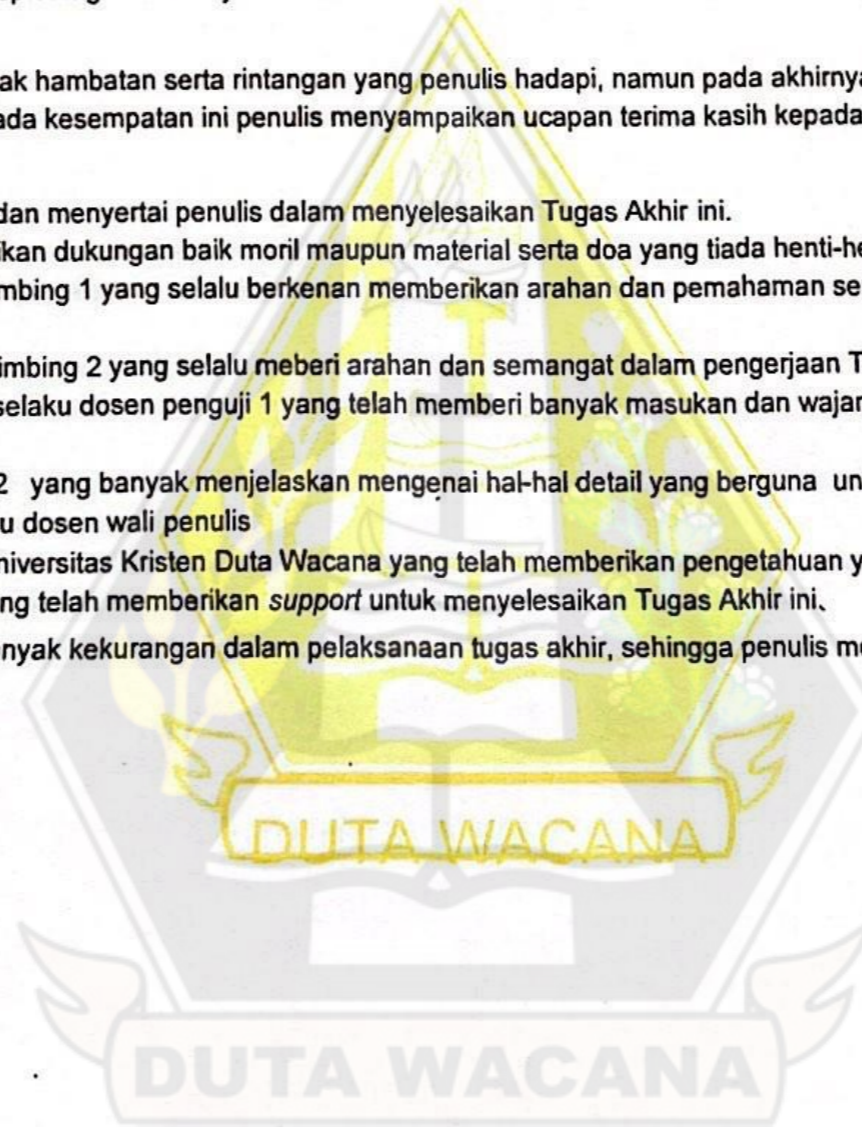 ak hambatan serta rintangan yang penulis hadapi, namun pada akhirnya
ada kesempatan ini penulis menyampaikan ucapan terima kasih kepada
dan menyertai penulis dalam menyelesaikan Tugas Akhir ini.
ikan dukungan baik moril maupun material serta doa yang tiada henti-he
mbing 1 yang selalu berkenan memberikan arahan dan pemahaman se
imbing 2 yang selalu meberi arahan dan semangat dalam pengerjaan T
selaku dosen penguji 1 yang telah memberi banyak masukan dan wajar
2 yang banyak menjelaskan mengenai hal-hal detail yang berguna un
u dosen wali penulis
niversitas Kristen Duta Wacana yang telah memberikan pengetahuan y
ng telah memberikan support untuk menyelesaikan Tugas Akhir ini.
nyak kekurangan dalam pelaksanaan tugas akhir, sehingga penulis me
DUTA WACANA
DUTA WACANA